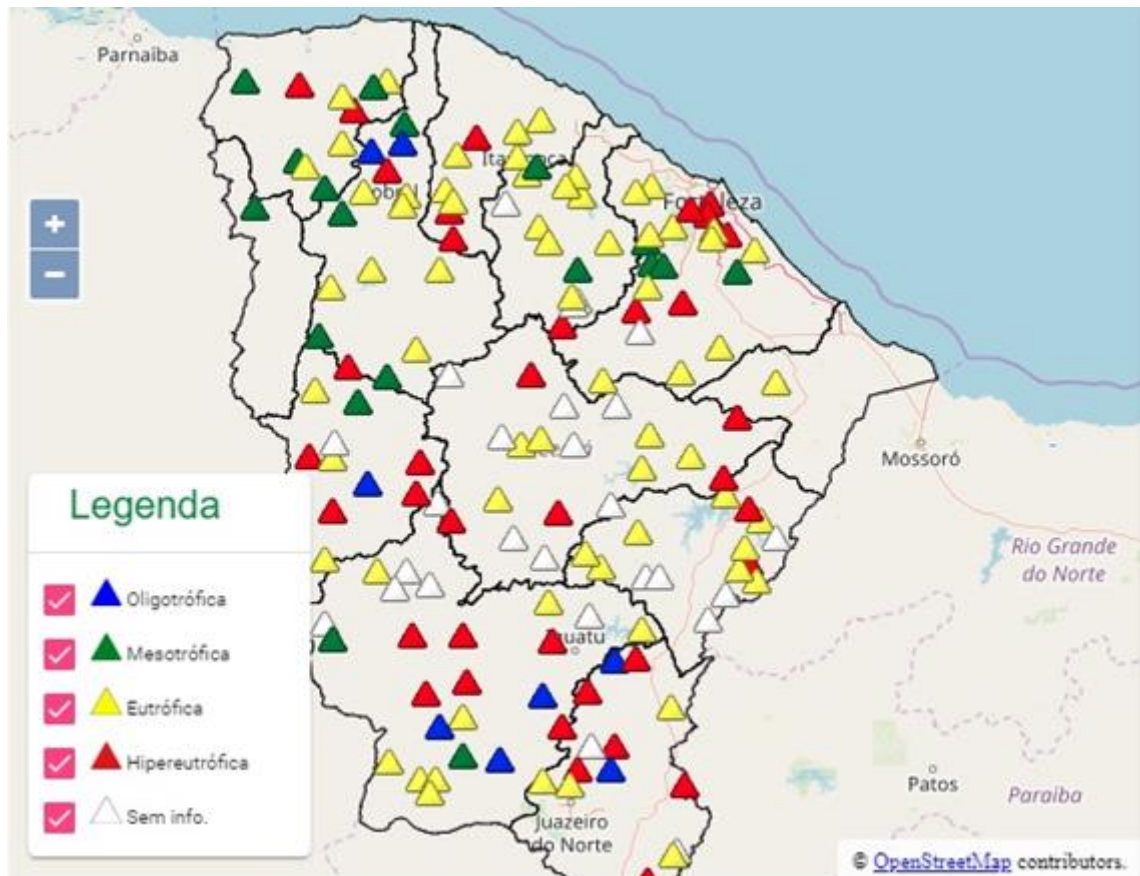 Parnaíba
Fortaleza
Mossoró
Legenda
Oligotrófica
Mesotrófica
Eutrófica
Hipereutrófica
Sem info.
Rio Grande
do Norte
Iguatu
Patos
Paraíba
Juazeiro
do Norte
+
−
© OpenStreetMap contributors.